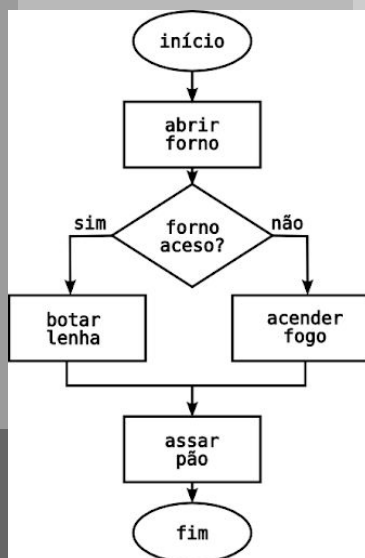 início
abrir
forno
sim
forno
aceso?
não
botar
lenha
acender
fogo
assar
pão
fim